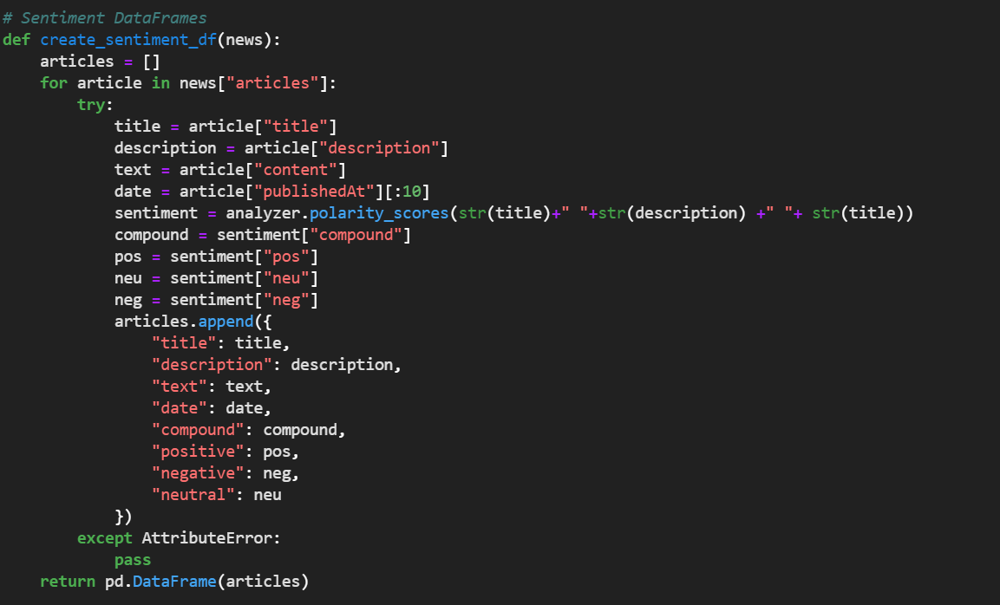 # Sentiment DataFrames
def create_sentiment_df(news):
    articles = []
    for article in news["articles"]:
        try:
            title = article["title"]
            description = article["description"]
            text = article["content"]
            date = article["publishedAt"][:10]
            sentiment = analyzer.polarity_scores(str(title)+" "+str(description) +" "+ str(title))
            compound = sentiment["compound"]
            pos = sentiment["pos"]
            neu = sentiment["neu"]
            neg = sentiment["neg"]
            articles.append({
                "title": title,
                "description": description,
                "text": text,
                "date": date,
                "compound": compound,
                "positive": pos,
                "negative": neg,
                "neutral": neu
            })
        except AttributeError:
            pass
    return pd.DataFrame(articles)